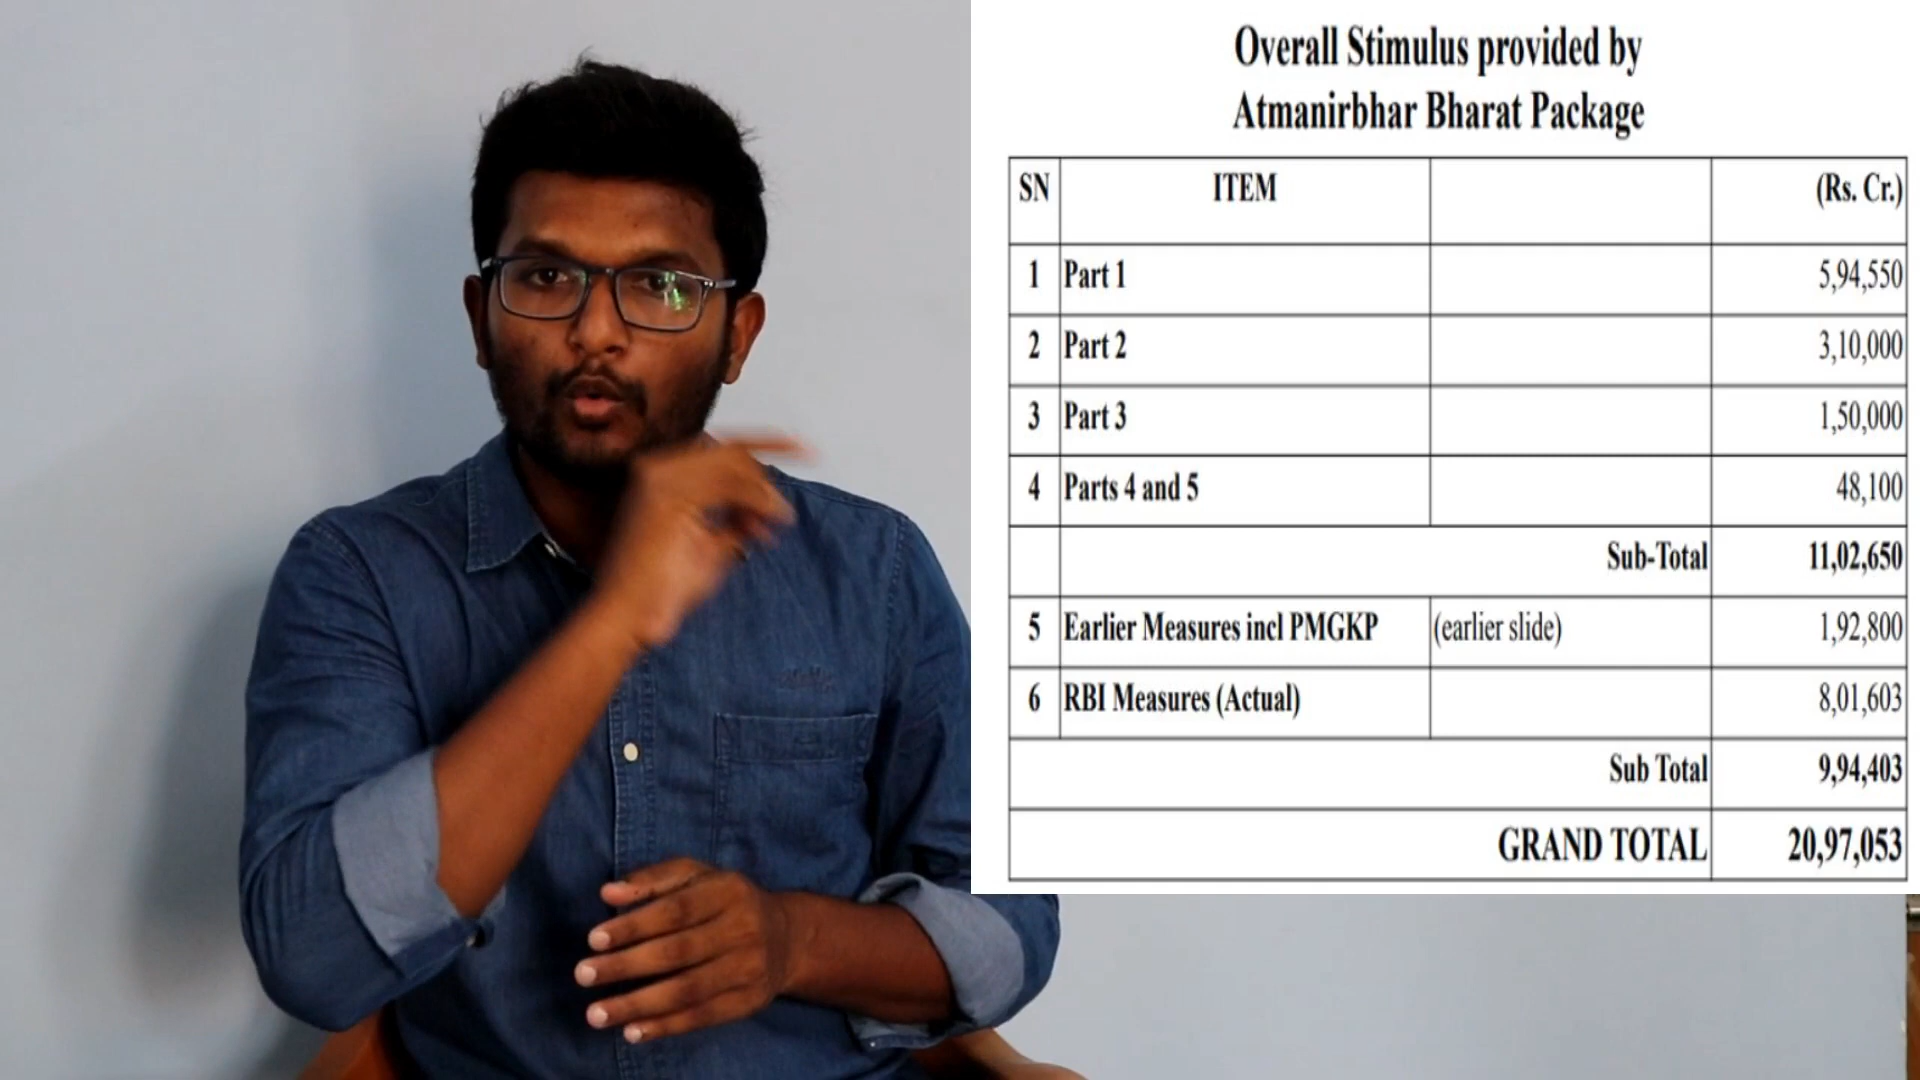 Overall Stimulus provided by
Atmanirbhar Bharat Package
SN ITEM (Rs. Cr.)
1 Part 1 5,94,550
2 Part 2 3,10,000
3 Part 3 1,50,000
4 Parts 4 and 5 48,100
Sub-Total 11,02,650
5 Earlier Measures incl PMGKP (earlier slide) 1,92,800
6 RBI Measures (Actual) 8,01,603
Sub Total 9,94,403
GRAND TOTAL 20,97,053